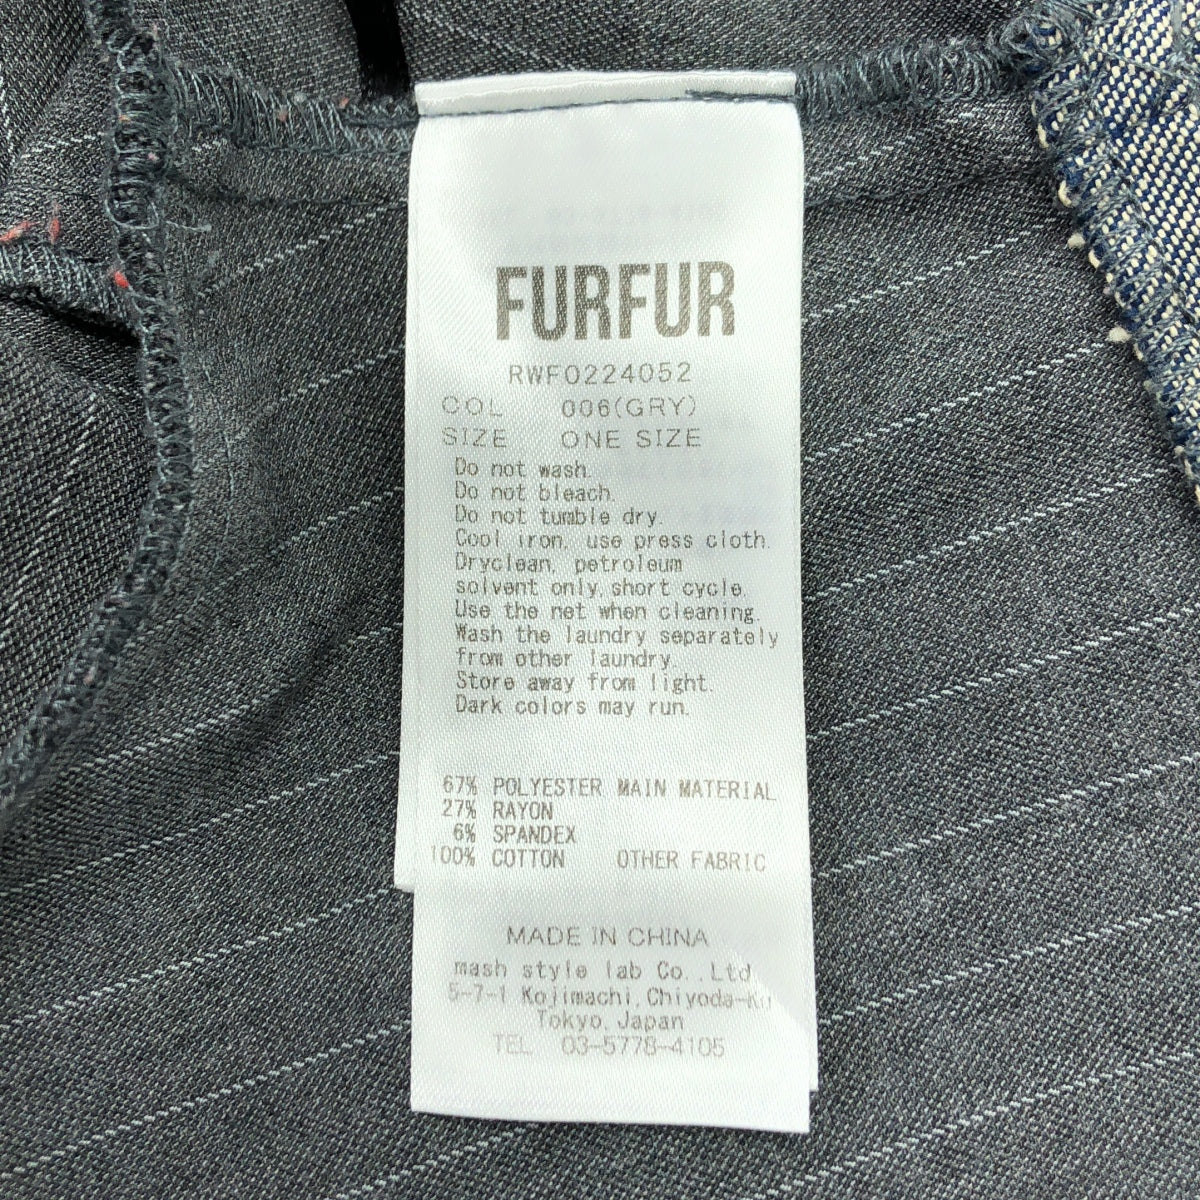 FURFUR
RWF0224052
COL 006(GRY)
SIZE ONE SIZE
Do not wash.
Do not bleach.
Do not tumble dry.
Cool iron, use press cloth.
Dryclean, petroleum
solvent only, short cycle.
Use the net when cleaning.
Wash the laundry separately
from other laundry.
Store away from light.
Dark colors may run.
67% POLYESTER MAIN MATERIAL
27% RAYON
6% SPANDEX
100% COTTON OTHER FABRIC
MADE IN CHINA
mash style lab Co.,Ltd.
5-7-1 Kojimachi,Chiyoda-Ku
Tokyo,Japan
TEL 03-5778-4105